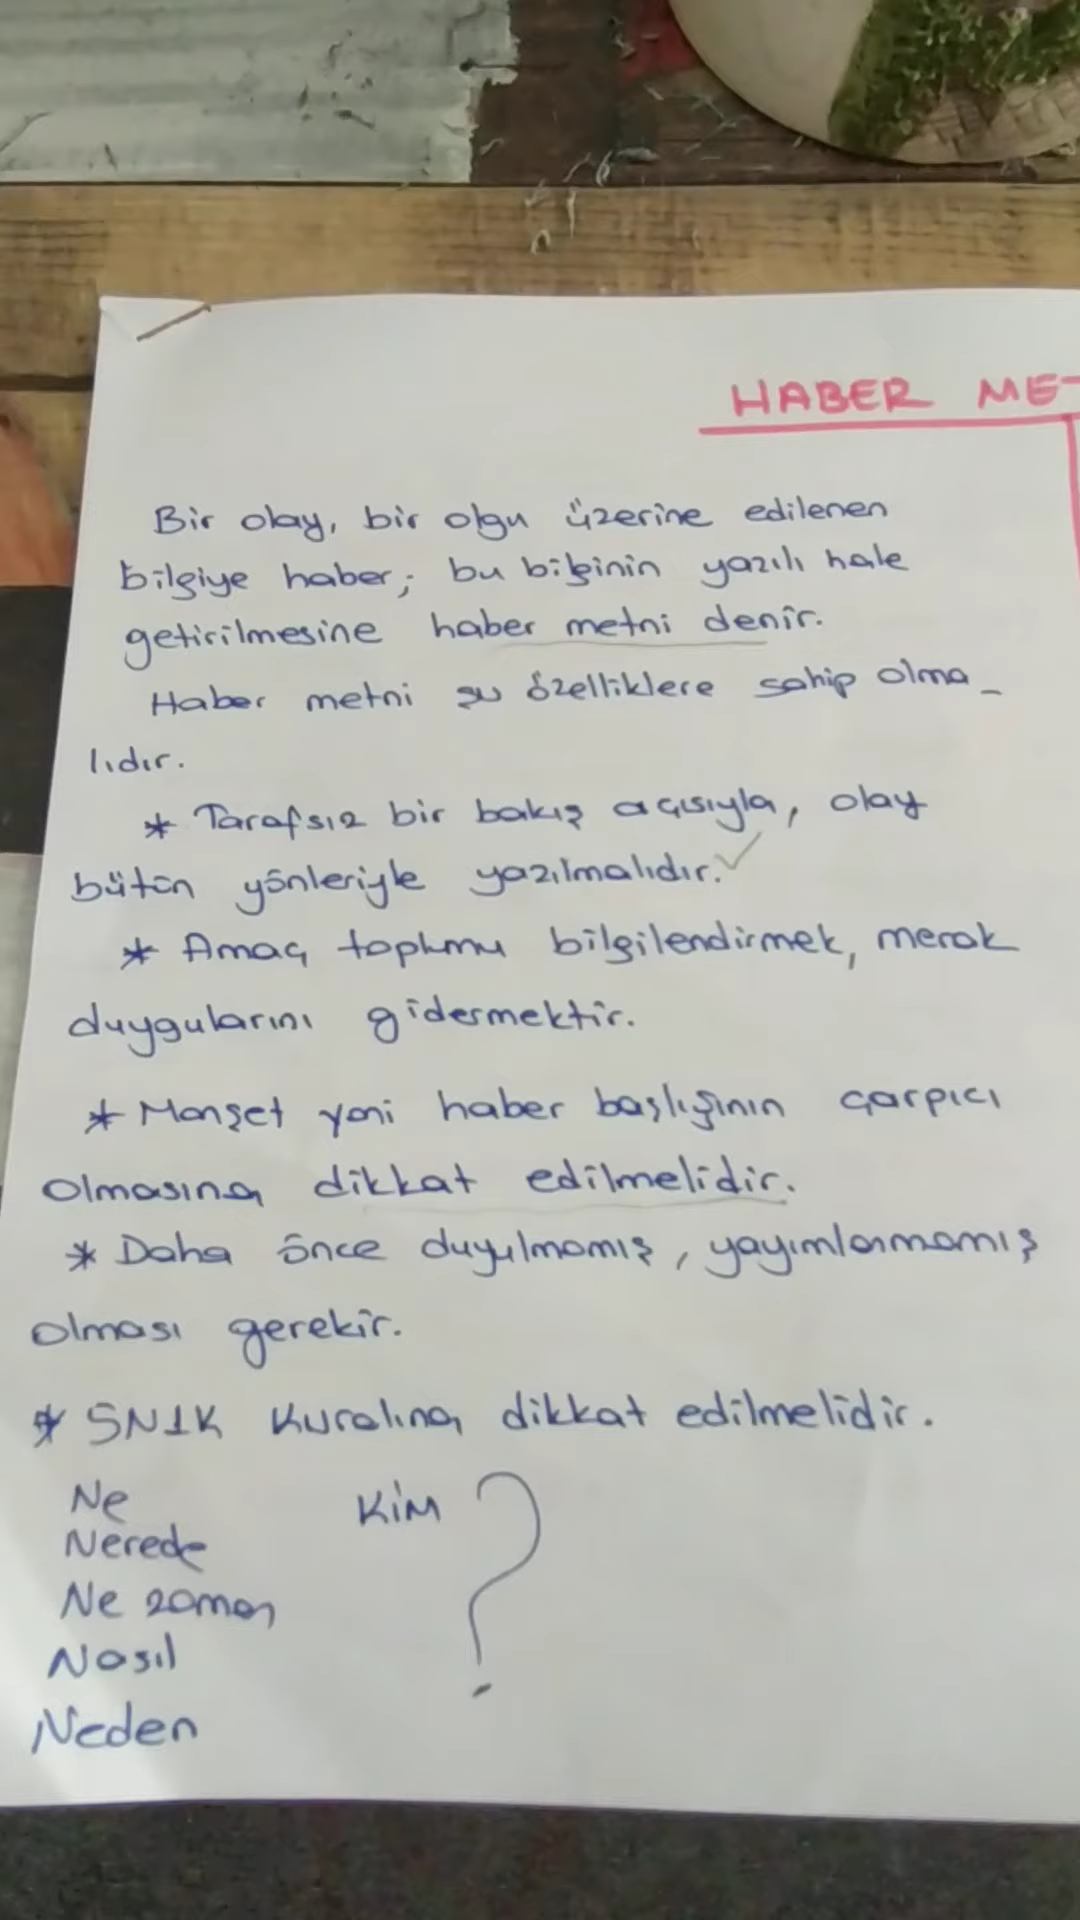 HABER ME
Bir olay, bir olgu üzerine edilenen
bilgiye haber; bu bilginin yazılı hale
getirilmesine haber metni denir.
Haber metni şu özelliklere sahip olma_
lıdır.
* Tarafsız bir bakış açısıyla, olay
bütün yönleriyle yazılmalıdır. ✓
* Amaç toplumu bilgilendirmek, merak
duygularını gidermektir.
* Manşet yani haber başlığının çarpıcı
olmasına dikkat edilmelidir.
* Daha önce duyulmamış, yayımlanmamış
olması gerekir.
* 5N1K Kuralına dikkat edilmelidir.
Ne KİM ?
Nerede
Ne zaman
Nasıl
Neden